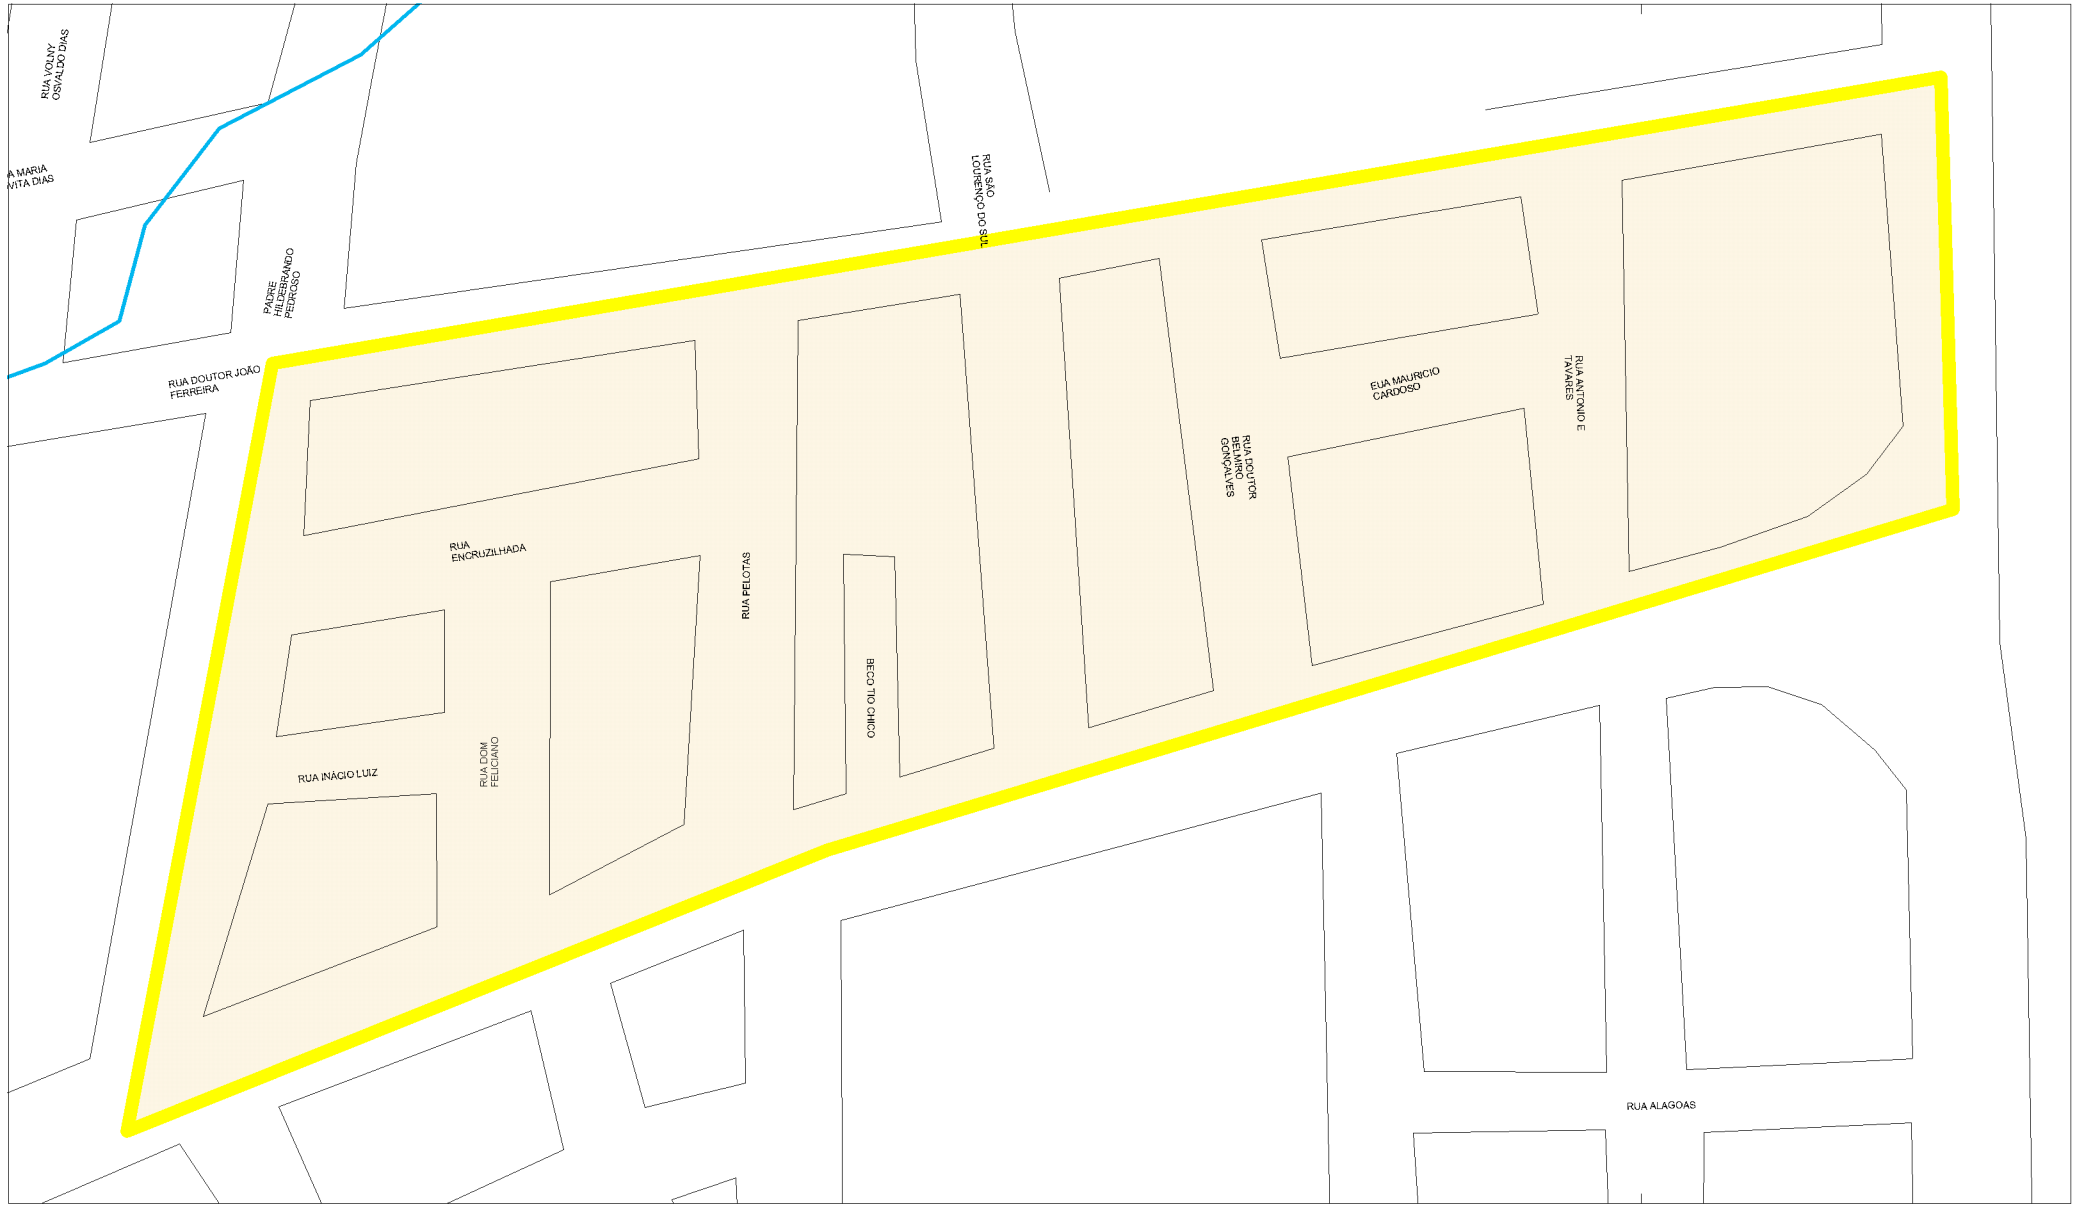 RUA VOLNY
OSVALDO DIAS
A MARIA
VITA DIAS
RUA SÃO
LOURENÇO DO SUL
PADRE
HILDEBRANDO
PEDROSO
RUA DOUTOR JOÃO
FERREIRA
EUA MAURICIO
CARDOSO
RUA ANTONIO E
TAVARES
RUA DOUTOR
BELMIRO
GONÇALVES
RUA
ENCRUZILHADA
RUA PELOTAS
BECO TIO CHICO
RUA DOM
FELICIANO
RUA INÁCIO LUIZ
RUA ALAGOAS